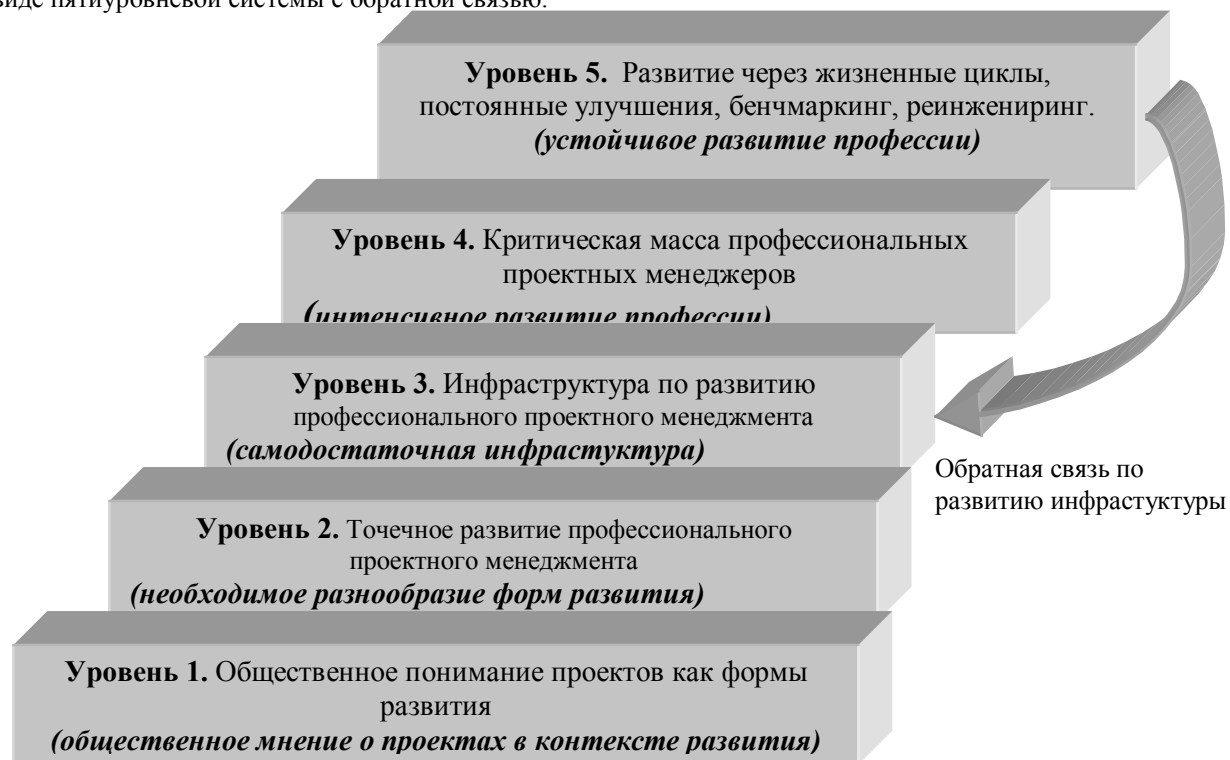 виде пятиуровневой системы с обратной связью.
Уровень 5. Развитие через жизненные циклы,
постоянные улучшения, бенчмаркинг, реинжениринг.
(устойчивое развитие профессии)
Уровень 4. Критическая масса профессиональных
проектных менеджеров
(интенсивное развитие профессии)
Уровень 3. Инфраструктура по развитию
профессионального проектного менеджмента
(самодостаточная инфраструктура)
Обратная связь по
развитию инфрастуктуры
Уровень 2. Точечное развитие профессионального
проектного менеджмента
(необходимое разнообразие форм развития)
Уровень 1. Общественное понимание проектов как формы
развития
(общественное мнение о проектах в контексте развития)